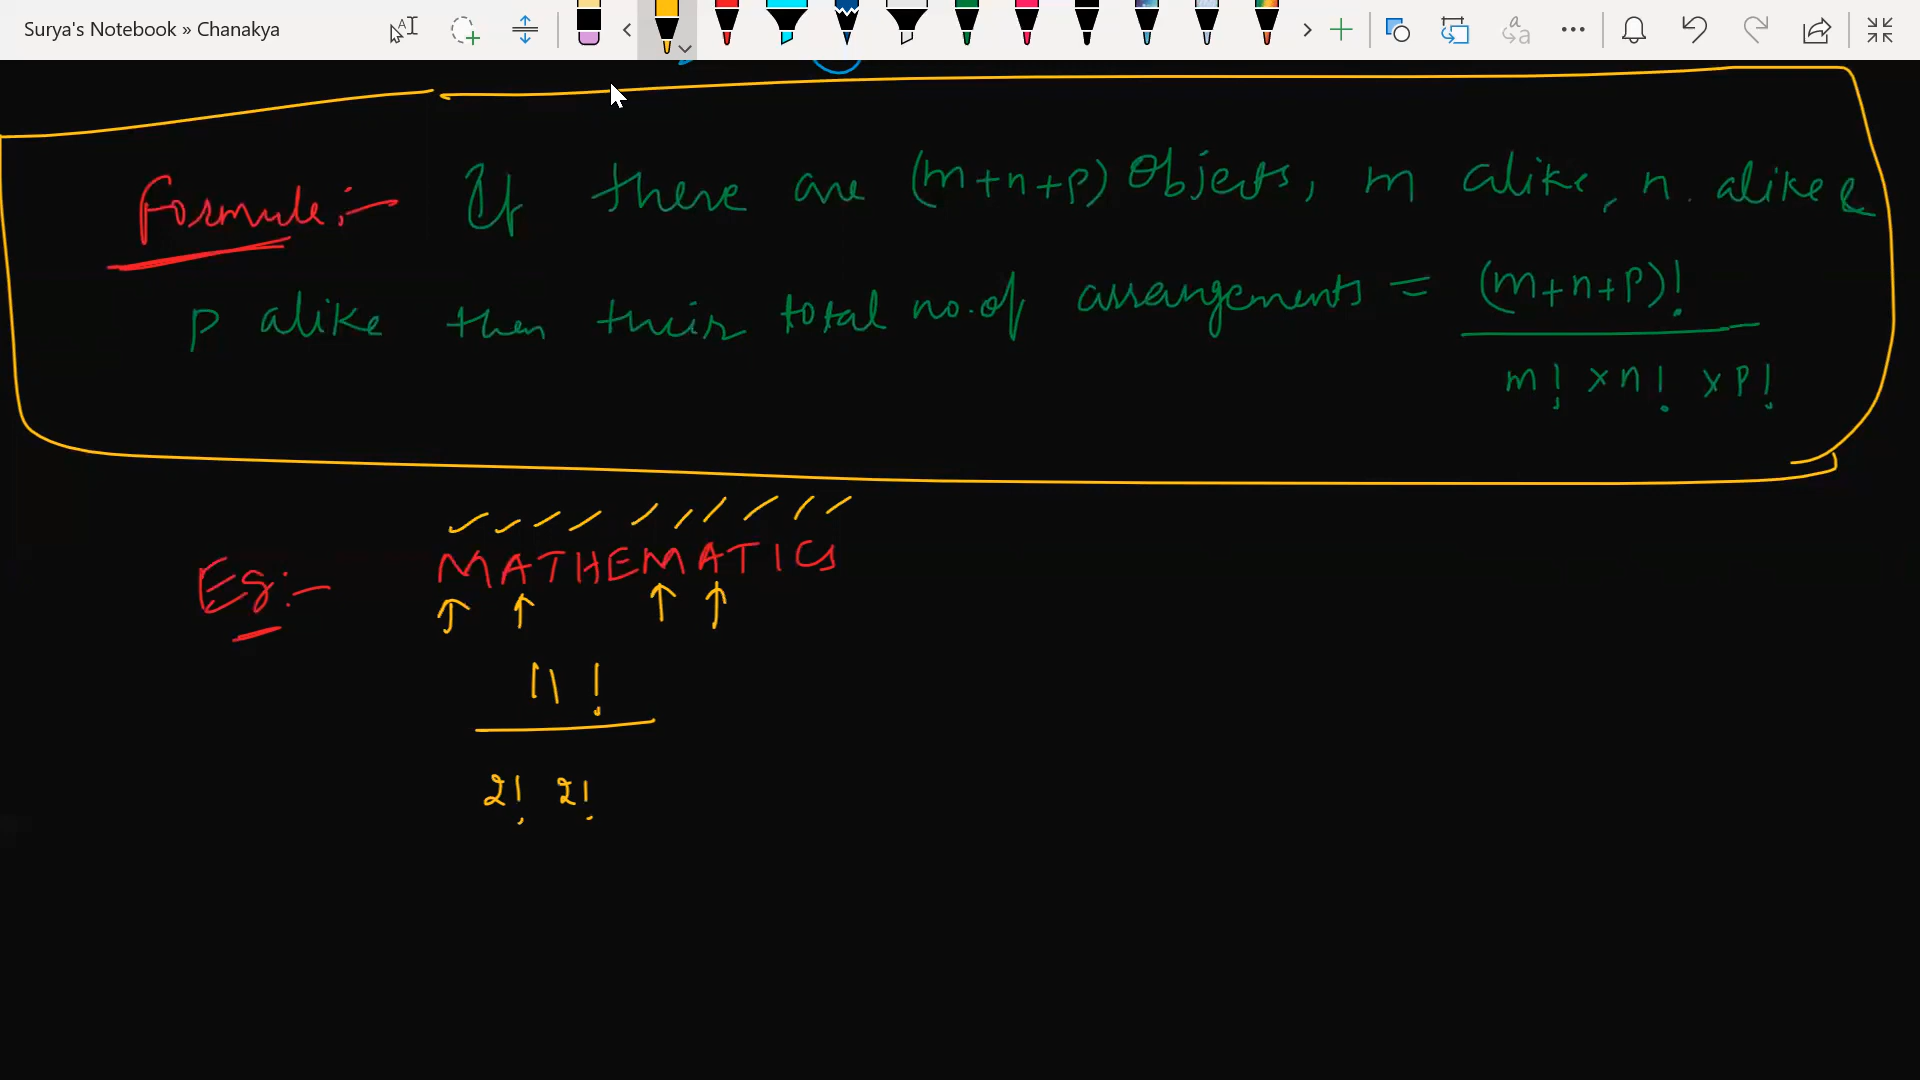 Surya's Notebook » Chanakya
Formula:- If there are (m+n+p) objects, m alike, n alike &
p alike then their total no. of arrangements = (m+n+p)!
m! × n! × p!
Eg:- MATHEMATICS
11!
2! 2!